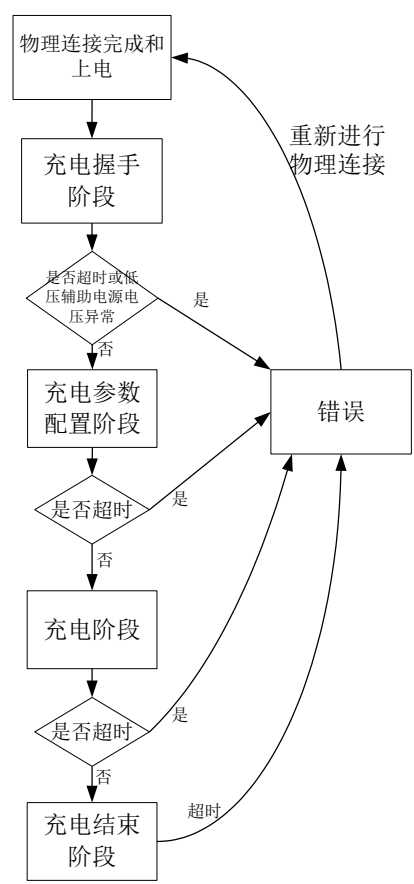 物理连接完成和
上电
重新进行
物理连接
充电握手
阶段
是否超时或低
压辅助电源电
压异常
是
否
充电参数
配置阶段
错误
是否超时
是
否
充电阶段
是否超时
是
否
充电结束
阶段
超时